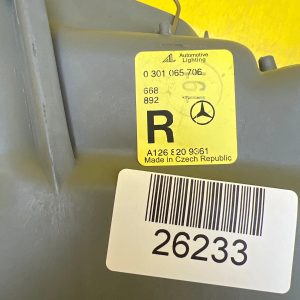 Automotive
Lighting
0 301 065 706
668
892
R
A126 820 9361
Made in Czech Republic
26233